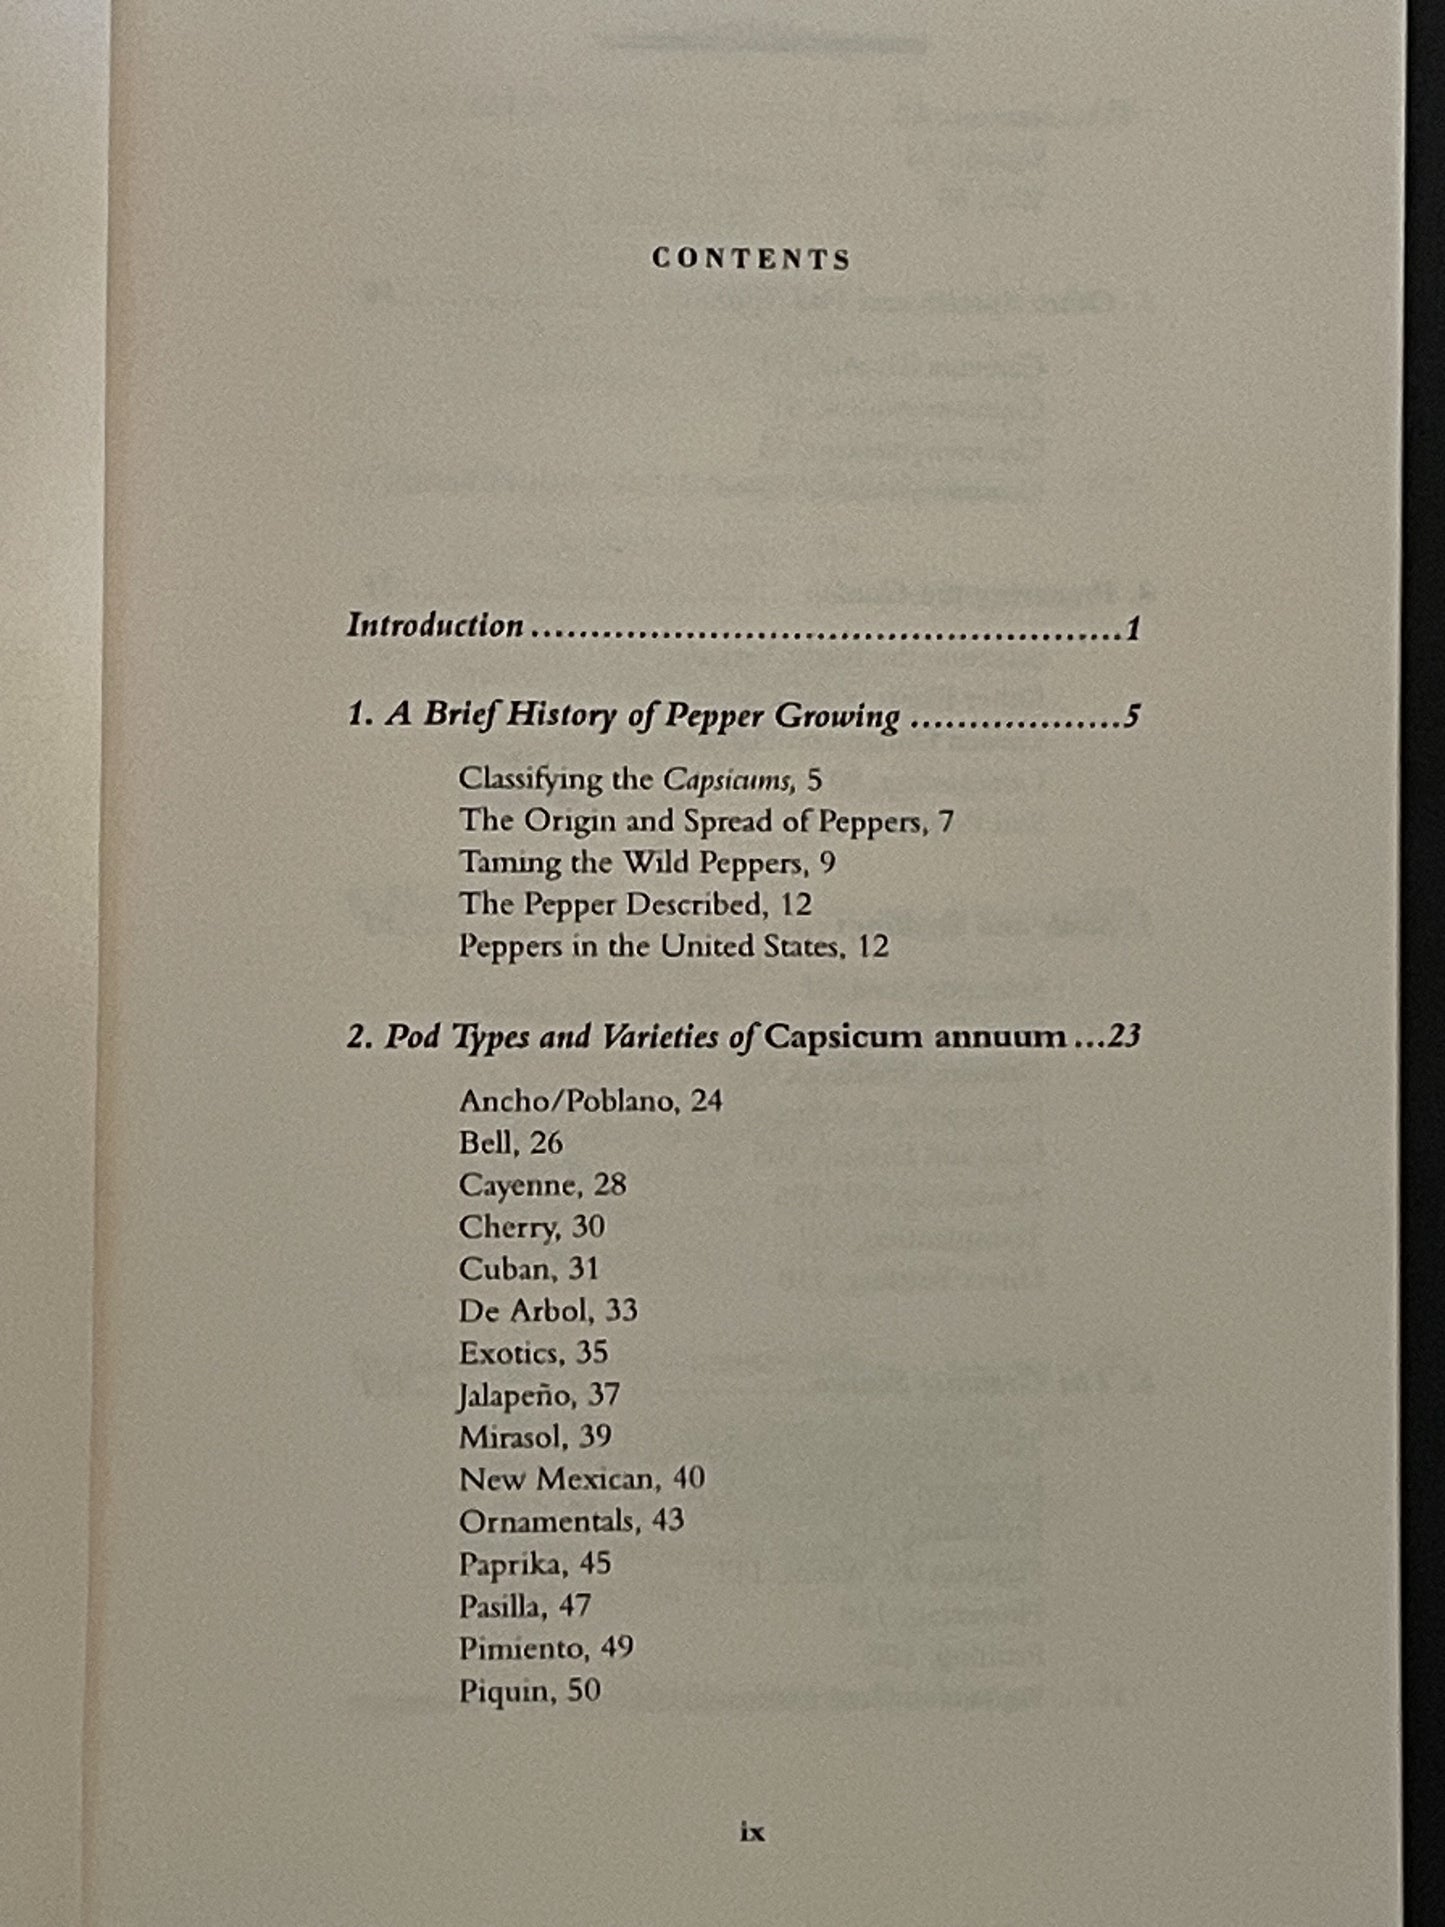 CONTENTS
Introduction.....................................1
1. A Brief History of Pepper Growing ..................5
Classifying the Capsicums, 5
The Origin and Spread of Peppers, 7
Taming the Wild Peppers, 9
The Pepper Described, 12
Peppers in the United States, 12
2. Pod Types and Varieties of Capsicum annuum...23
Ancho/Poblano, 24
Bell, 26
Cayenne, 28
Cherry, 30
Cuban, 31
De Arbol, 33
Exotics, 35
Jalapeño, 37
Mirasol, 39
New Mexican, 40
Ornamentals, 43
Paprika, 45
Pasilla, 47
Pimiento, 49
Piquin, 50
ix